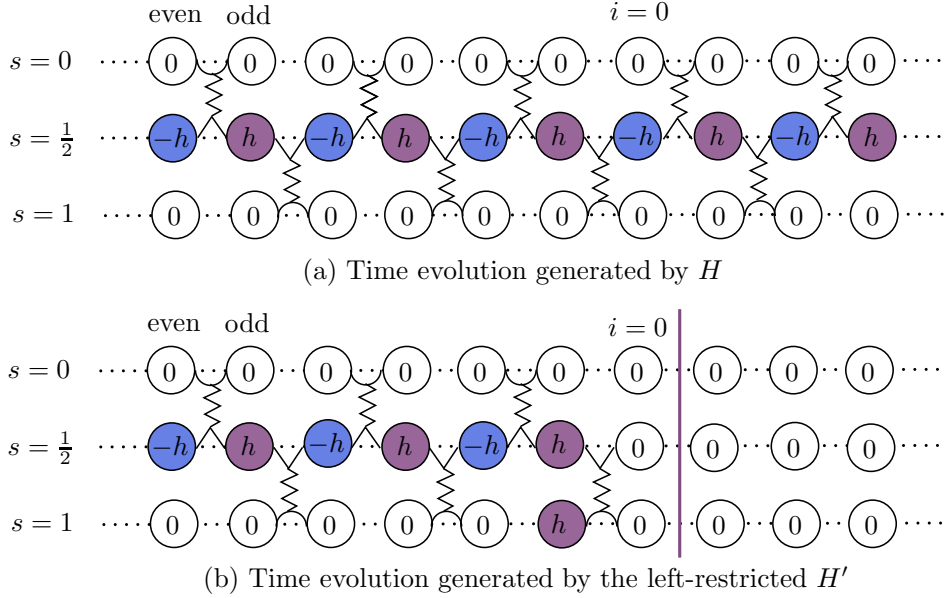 even odd i = 0
s = 0 0 0 0 0 0 0 0 0 0 0
s = 1/2 −h h −h h −h h −h h −h h
s = 1 0 0 0 0 0 0 0 0 0 0
(a) Time evolution generated by H
even odd i = 0
s = 0 0 0 0 0 0 0 0 0 0 0
s = 1/2 −h h −h h −h h 0 0 0 0
s = 1 0 0 0 0 0 h 0 0 0 0
(b) Time evolution generated by the left-restricted H′